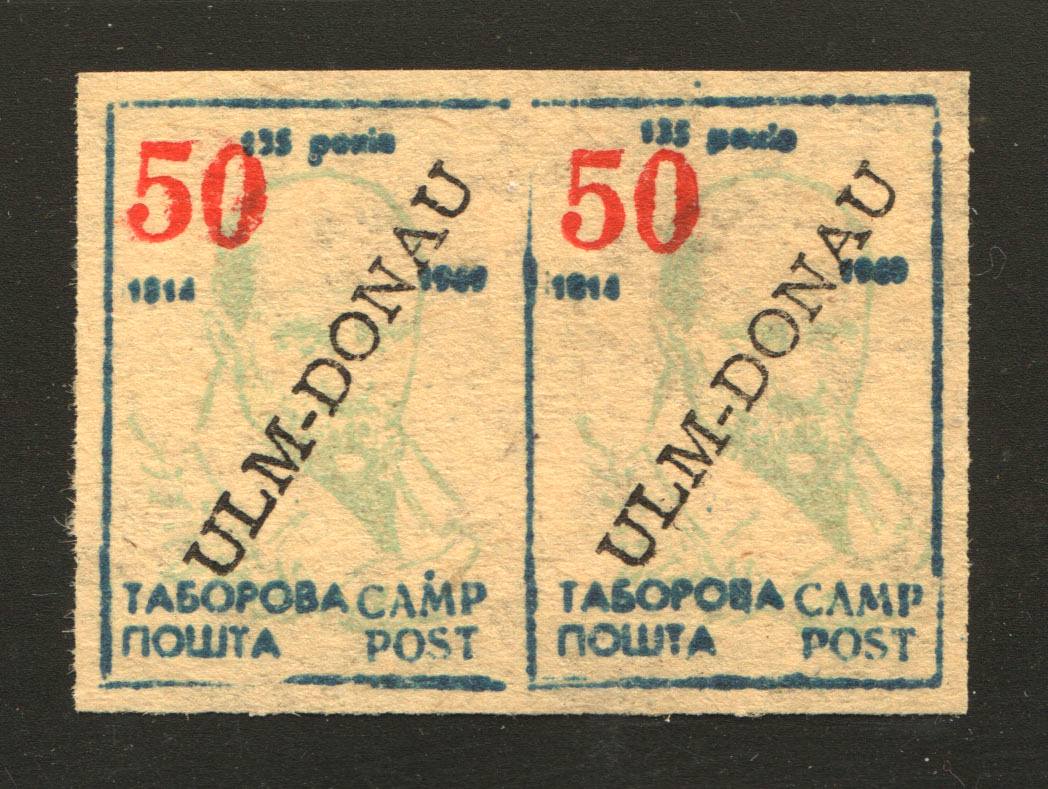 135 років
50
1814 1949
ULM-DONAU
ТАБОРОВА CAMP
ПОШТА POST
135 років
50
1814 1949
ULM-DONAU
ТАБОРОВА CAMP
ПОШТА POST